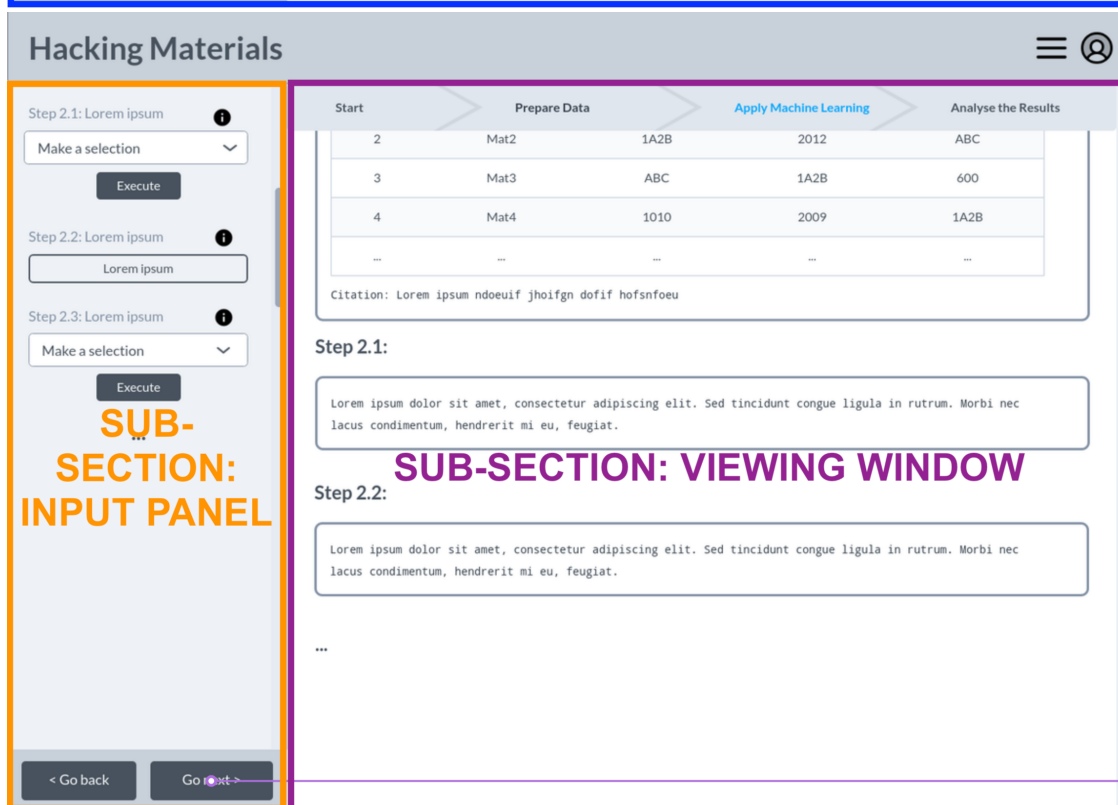 Hacking Materials
Step 2.1: Lorem ipsum
Make a selection
Execute
Step 2.2: Lorem ipsum
Lorem ipsum
Step 2.3: Lorem ipsum
Make a selection
Execute
...
SUB-
SECTION:
INPUT PANEL
< Go back
Go next >
Start Prepare Data Apply Machine Learning Analyse the Results
2 Mat2 1A2B 2012 ABC
3 Mat3 ABC 1A2B 600
4 Mat4 1010 2009 1A2B
... ... ... ... ...
Citation: Lorem ipsum ndoeuif jhoifgn dofif hofsnfoeu
Step 2.1:
Lorem ipsum dolor sit amet, consectetur adipiscing elit. Sed tincidunt congue ligula in rutrum. Morbi nec
lacus condimentum, hendrerit mi eu, feugiat.
SUB-SECTION: VIEWING WINDOW
Step 2.2:
Lorem ipsum dolor sit amet, consectetur adipiscing elit. Sed tincidunt congue ligula in rutrum. Morbi nec
lacus condimentum, hendrerit mi eu, feugiat.
...